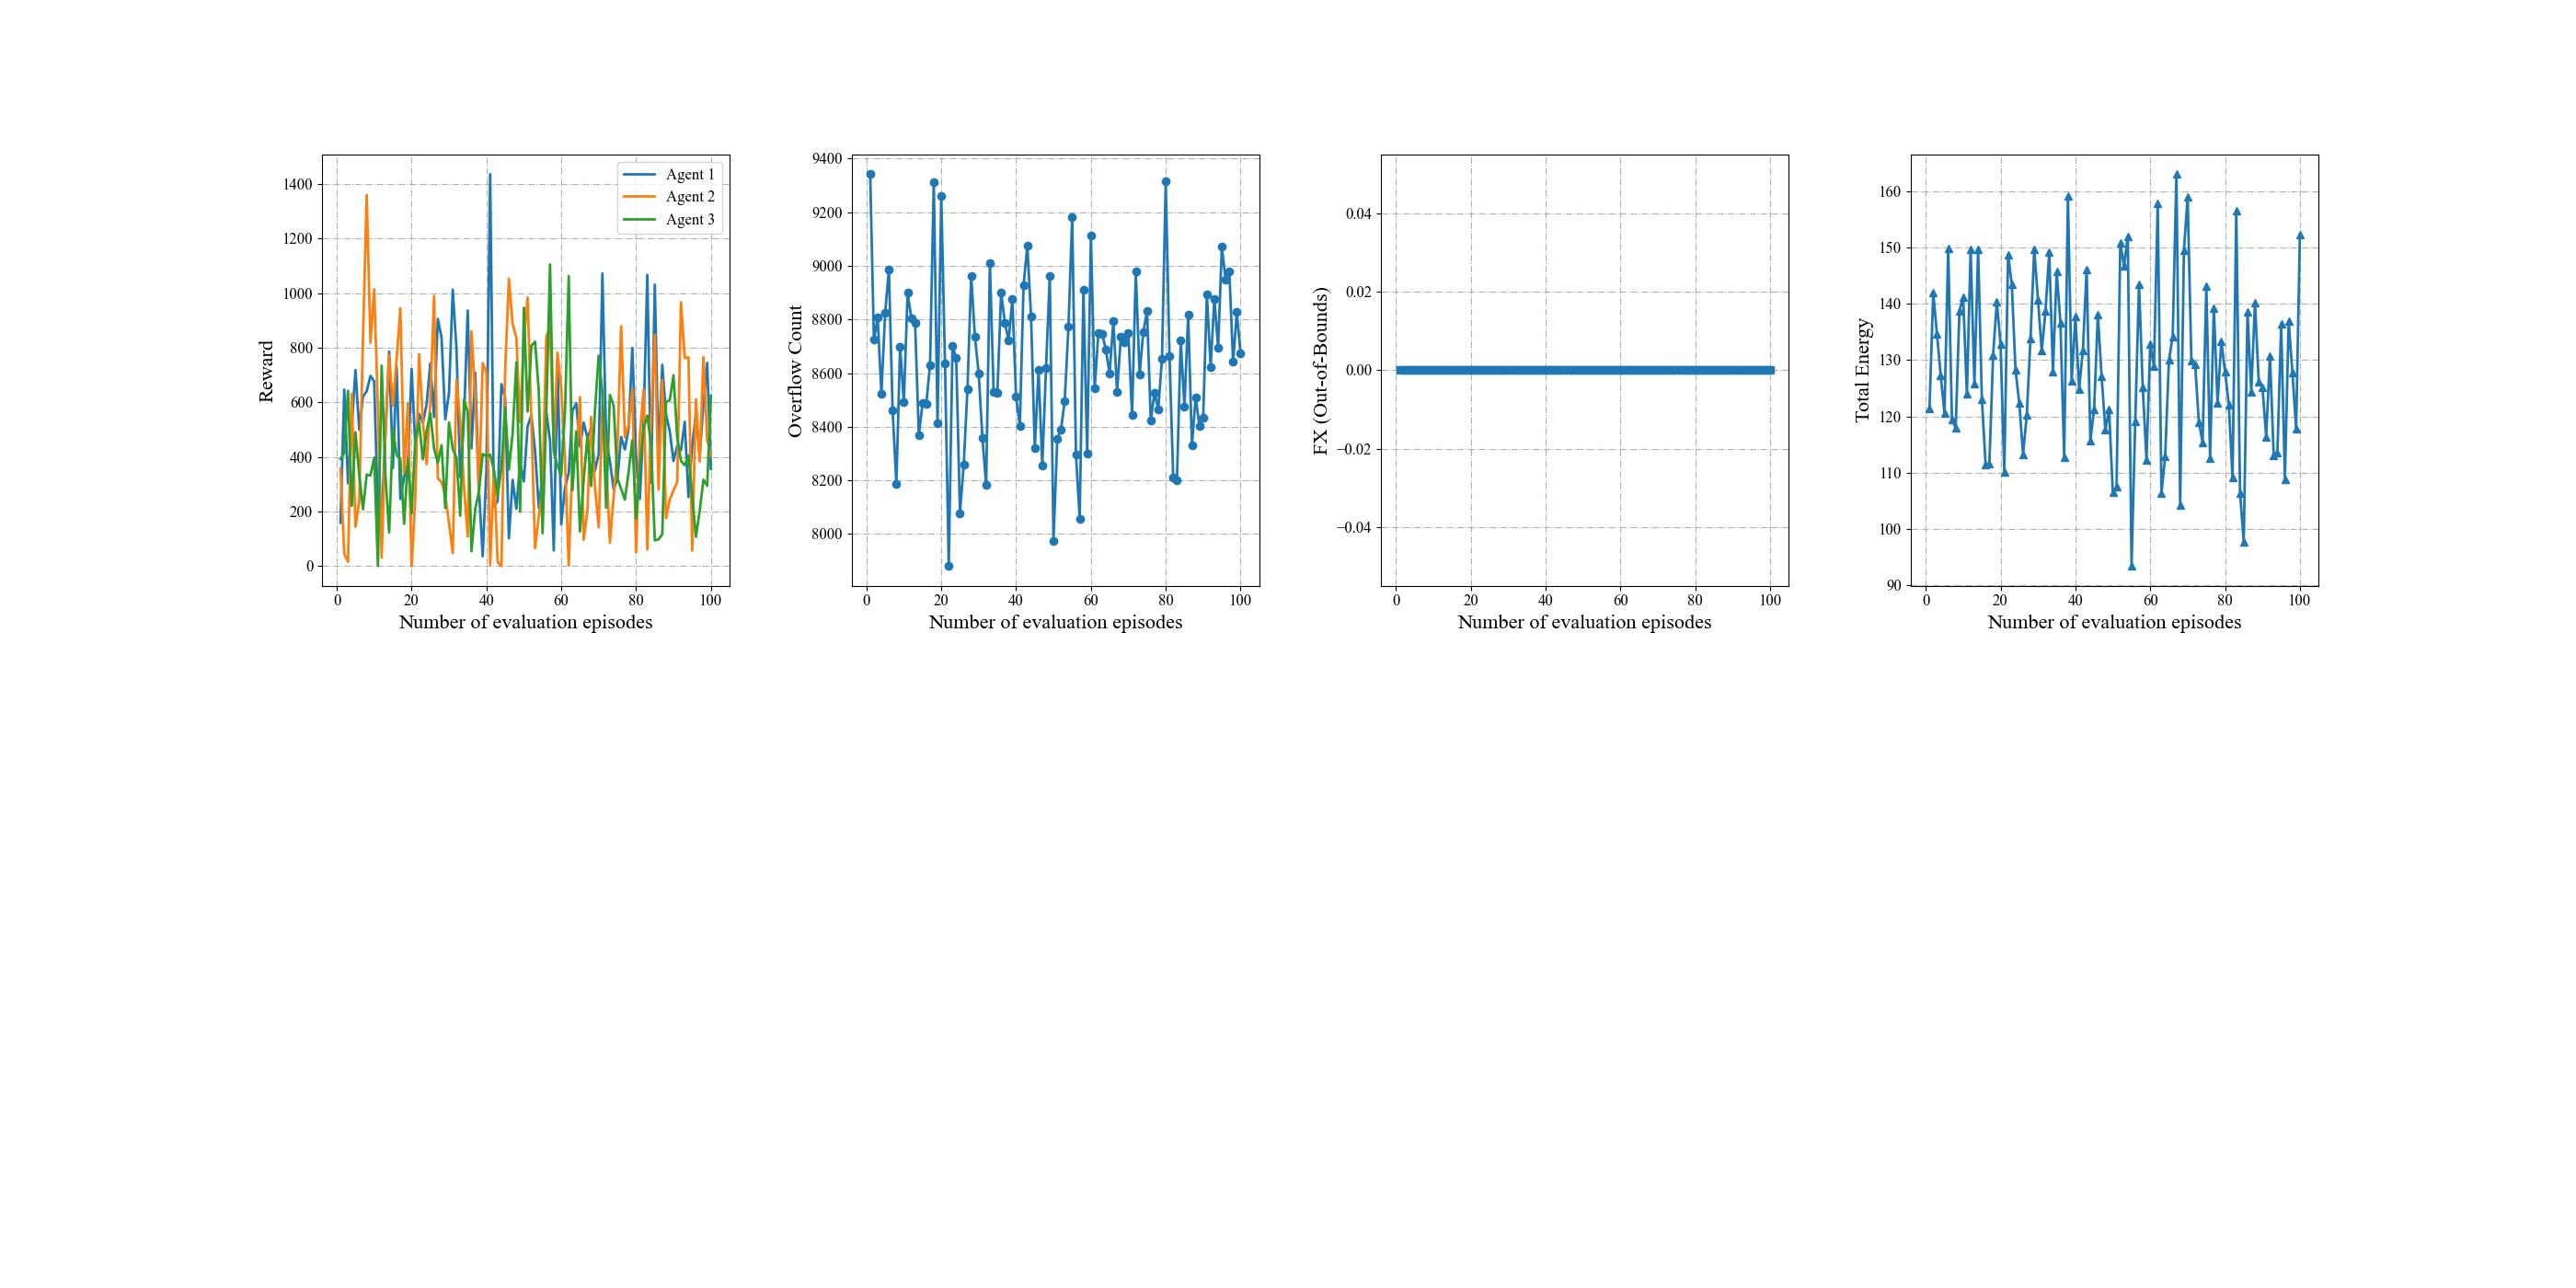 Reward
1400
1200
1000
800
600
400
200
0
Agent 1
Agent 2
Agent 3
0 20 40 60 80 100
Number of evaluation episodes
Overflow Count
9400
9200
9000
8800
8600
8400
8200
8000
0 20 40 60 80 100
Number of evaluation episodes
FX (Out-of-Bounds)
0.04
0.02
0.00
−0.02
−0.04
0 20 40 60 80 100
Number of evaluation episodes
Total Energy
160
150
140
130
120
110
100
90
0 20 40 60 80 100
Number of evaluation episodes